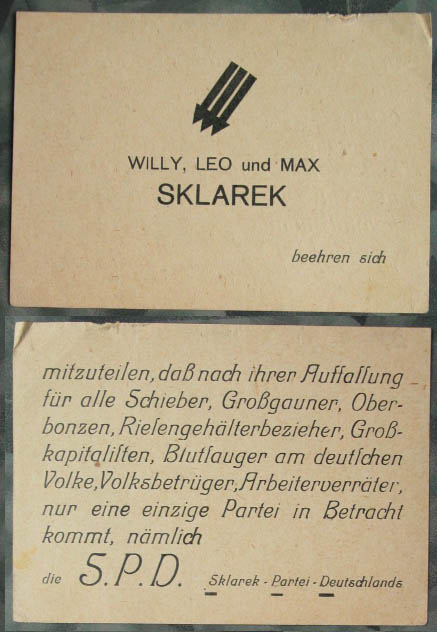 WILLY, LEO und MAX
SKLAREK
beehren sich
mitzuteilen, daß nach ihrer Auffaſſung
für alle Schieber, Großgauner, Ober-
bonzen, Rieſengehälterbezieher, Groß-
kapitaliſten, Blutſauger am deutſchen
Volke, Volksbetrüger, Arbeiterverräter,
nur eine einzige Partei in Betracht
kommt, nämlich
die S.P.D. Sklarek - Partei - Deutschlands